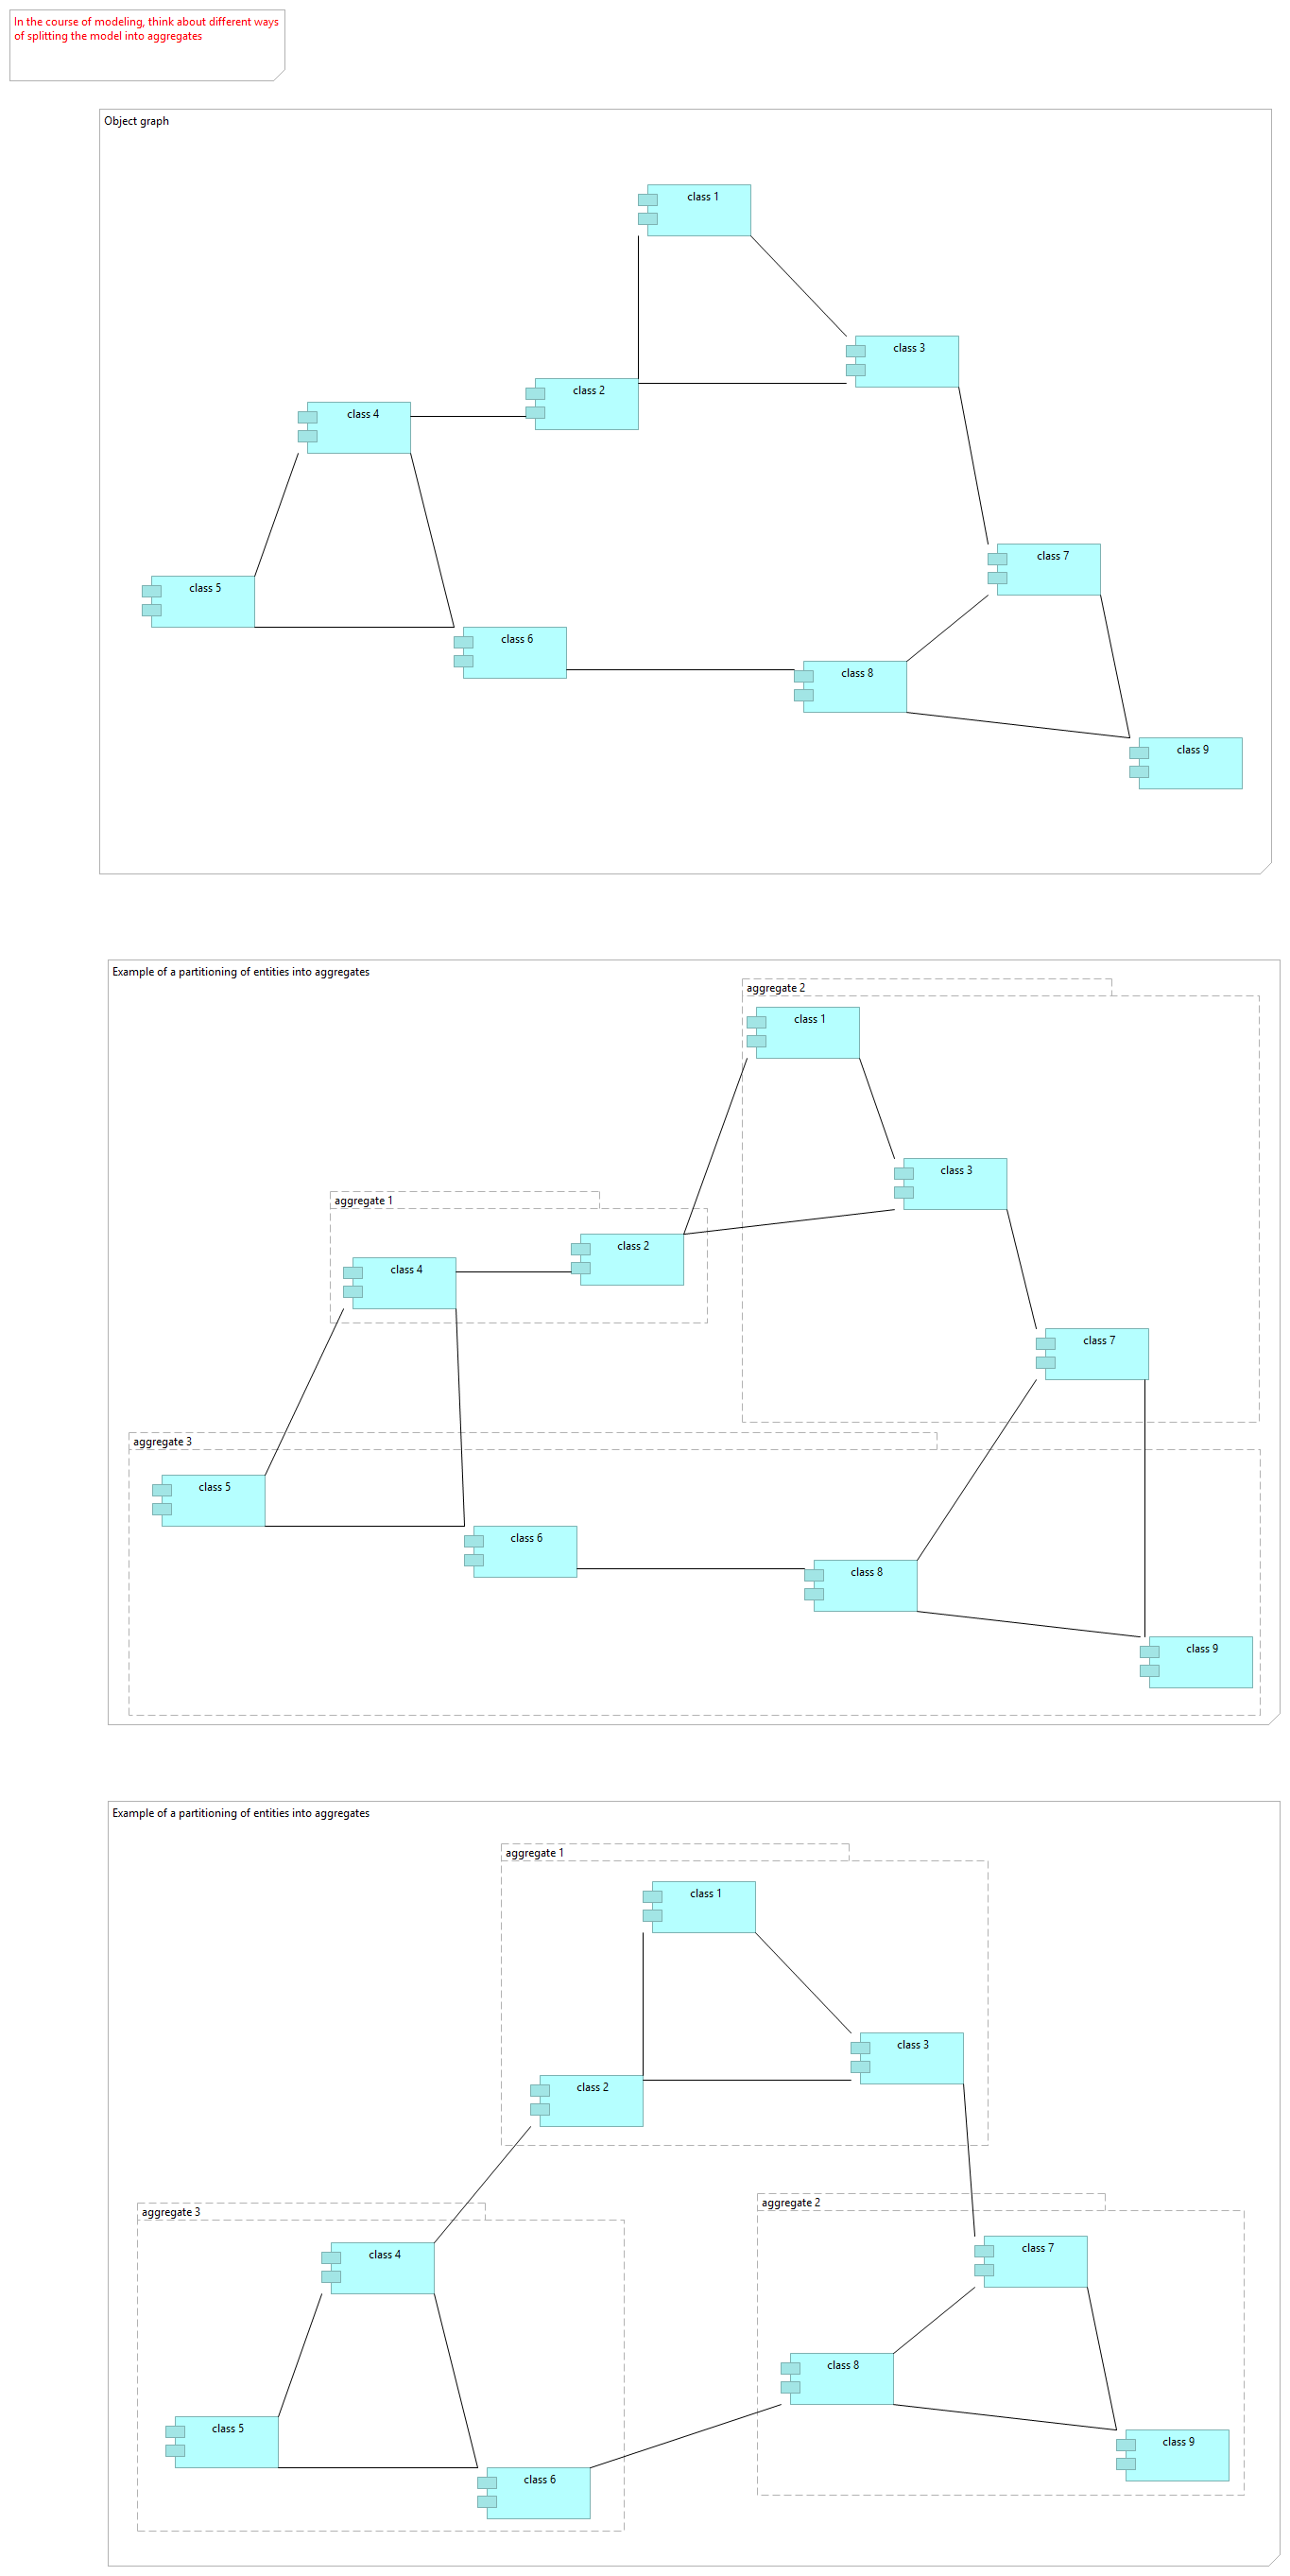 In the course of modeling, think about different ways
of splitting the model into aggregates
Object graph
class 1
class 3
class 2
class 4
class 7
class 5
class 6
class 8
class 9
Example of a partitioning of entities into aggregates
aggregate 2
class 1
class 3
aggregate 1
class 2
class 4
class 7
aggregate 3
class 5
class 6
class 8
class 9
Example of a partitioning of entities into aggregates
aggregate 1
class 1
class 3
class 2
aggregate 2
aggregate 3
class 7
class 4
class 8
class 5
class 9
class 6